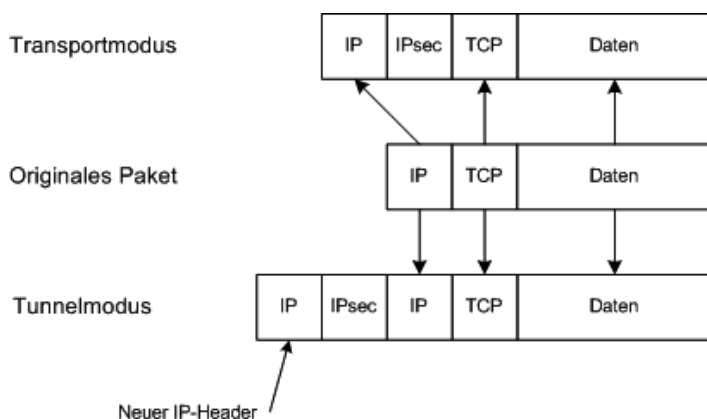 Transportmodus IP IPsec TCP Daten
Originales Paket IP TCP Daten
Tunnelmodus IP IPsec IP TCP Daten
Neuer IP-Header